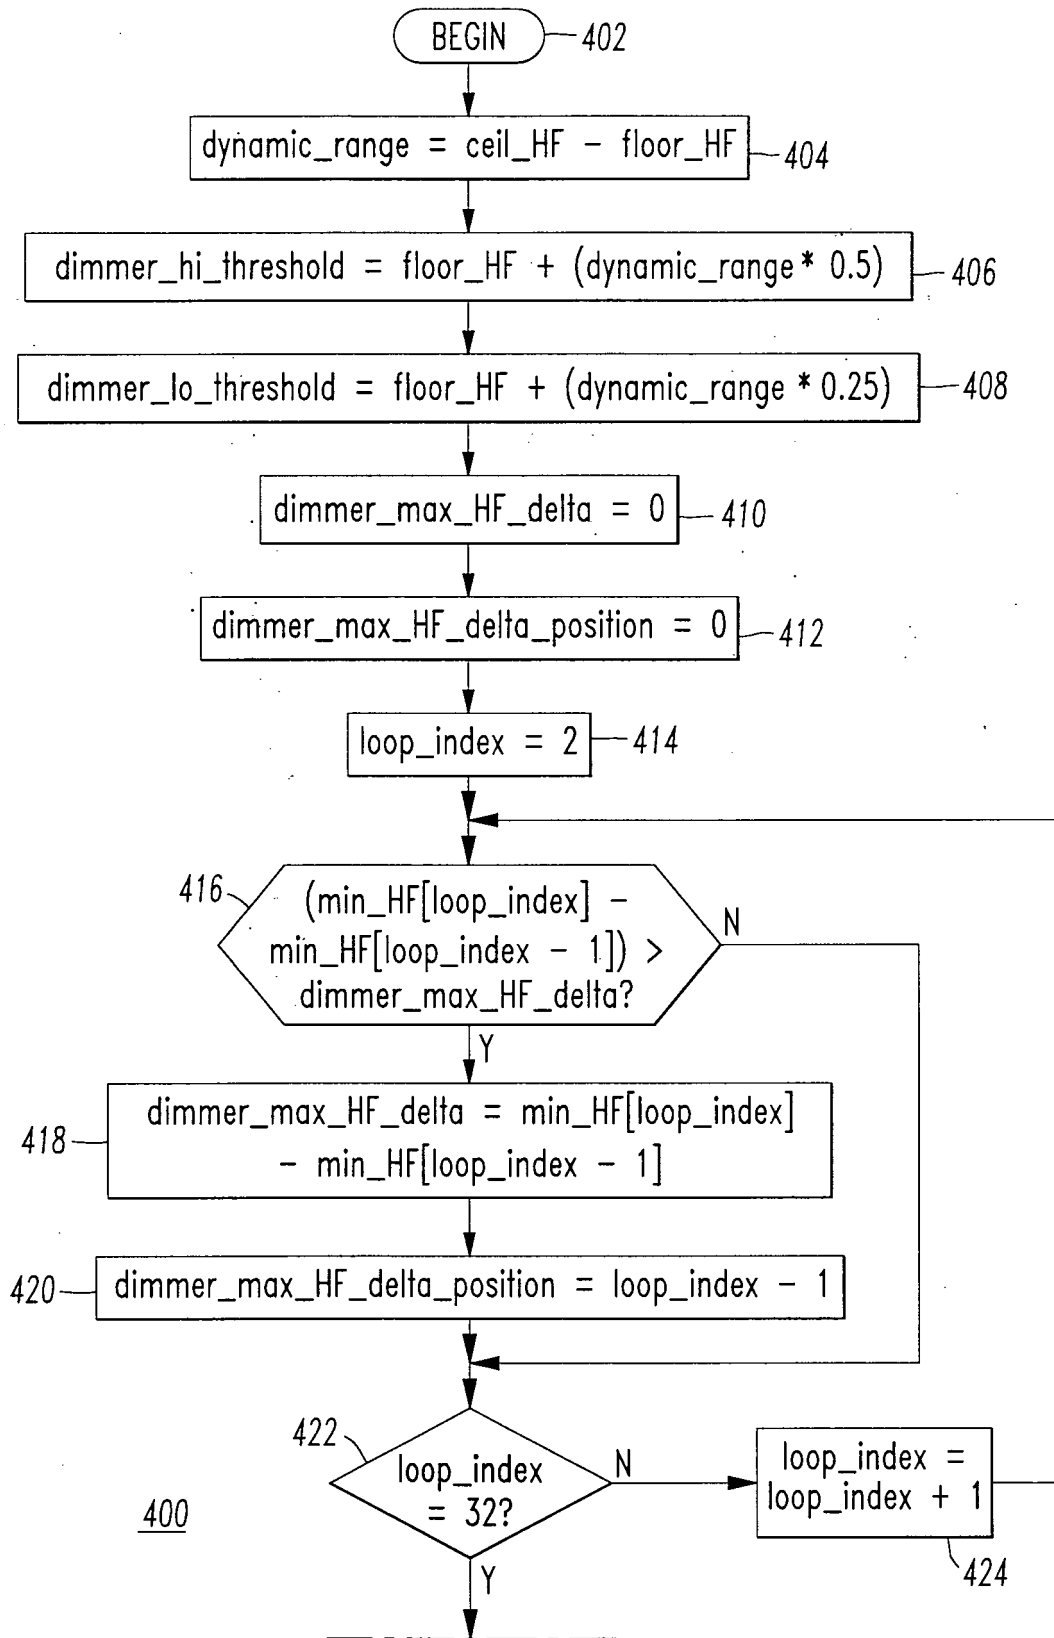 BEGIN
402
dynamic_range = ceil_HF - floor_HF
404
dimmer_hi_threshold = floor_HF + (dynamic_range * 0.5)
406
dimmer_lo_threshold = floor_HF + (dynamic_range * 0.25)
408
dimmer_max_HF_delta = 0
410
dimmer_max_HF_delta_position = 0
412
loop_index = 2
414
416
(min_HF[loop_index] -
min_HF[loop_index - 1]) >
dimmer_max_HF_delta?
N
Y
418
dimmer_max_HF_delta = min_HF[loop_index]
- min_HF[loop_index - 1]
420
dimmer_max_HF_delta_position = loop_index - 1
422
loop_index
= 32?
N
loop_index =
loop_index + 1
424
400
Y